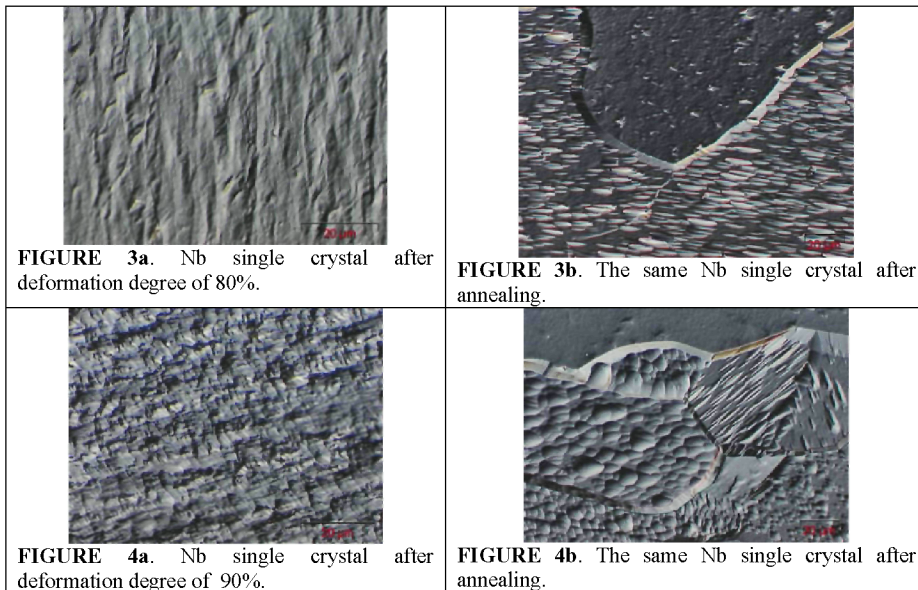 20 µm
FIGURE 3a. Nb single crystal after
deformation degree of 80%.
FIGURE 3b. The same Nb single crystal after
annealing.
20 µm
FIGURE 4a. Nb single crystal after
deformation degree of 90%.
FIGURE 4b. The same Nb single crystal after
annealing.